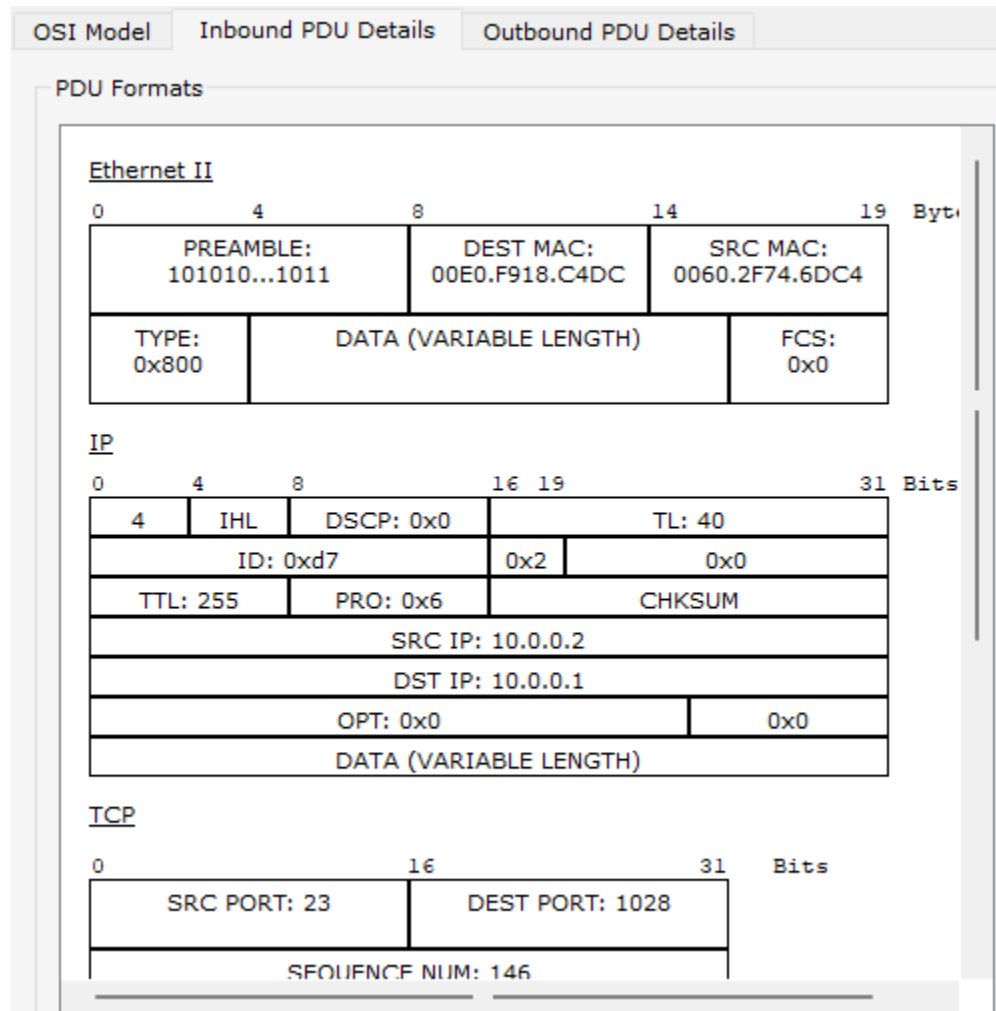 OSI Model Inbound PDU Details Outbound PDU Details
PDU Formats
Ethernet II
0 4 8 14 19
PREAMBLE: DEST MAC: SRC MAC:
101010...1011 00E0.F918.C4DC 0060.2F74.6DC4
TYPE: DATA (VARIABLE LENGTH) FCS:
0x800 0x0
IP
0 4 8 16 19 31 Bits
4 IHL DSCP: 0x0 TL: 40
ID: 0xd7 0x2 0x0
TTL: 255 PRO: 0x6 CHKSUM
SRC IP: 10.0.0.2
DST IP: 10.0.0.1
OPT: 0x0 0x0
DATA (VARIABLE LENGTH)
TCP
0 16 31 Bits
SRC PORT: 23 DEST PORT: 1028
SEQUENCE NUM: 146